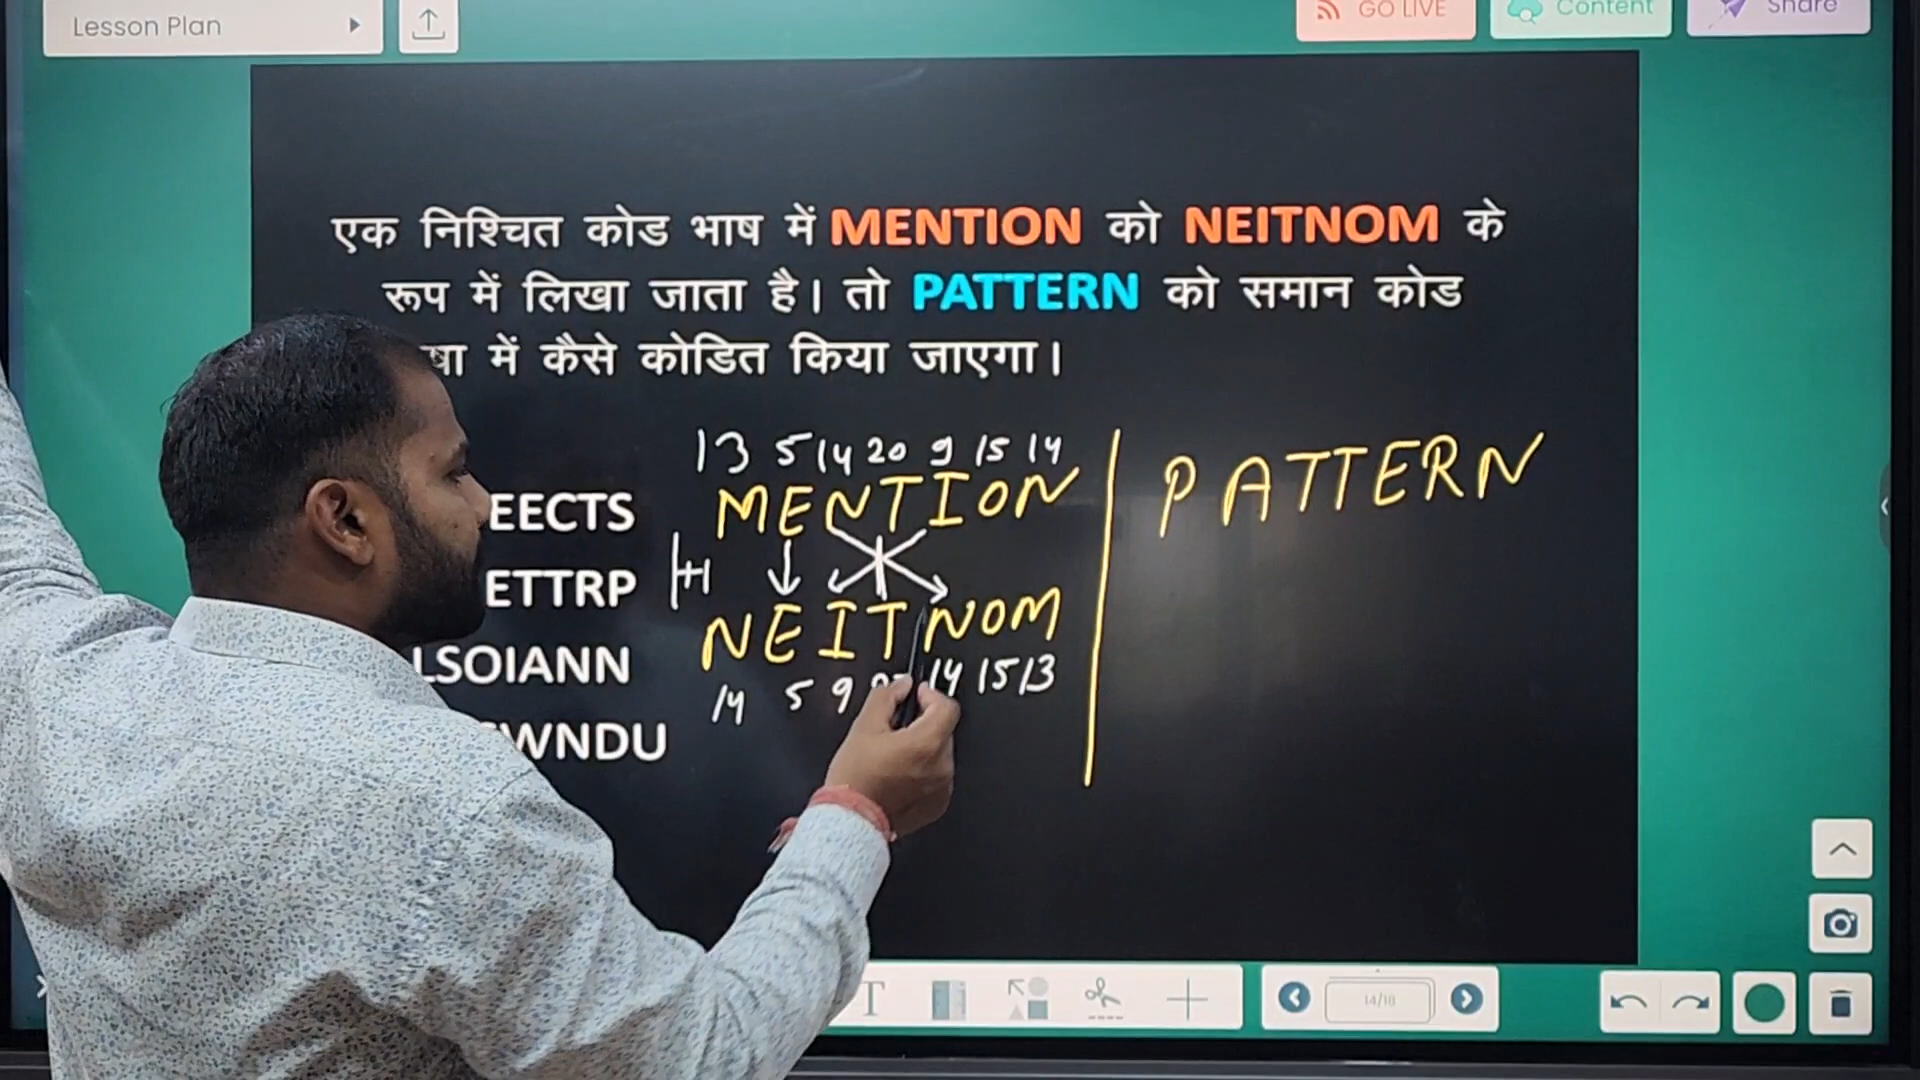 Lesson Plan
GO LIVE
Content
Share
एक निश्चित कोड भाष में MENTION को NEITNOM के
रूप में लिखा जाता है। तो PATTERN को समान कोड
षा में कैसे कोडित किया जाएगा।
13 5 14 20 9 15 14
MENTION
PATTERN
EECTS
ETTRP
+1
NEITNOM
LSOIANN
14 5 9 14 15 13
WNDU
T
14/18